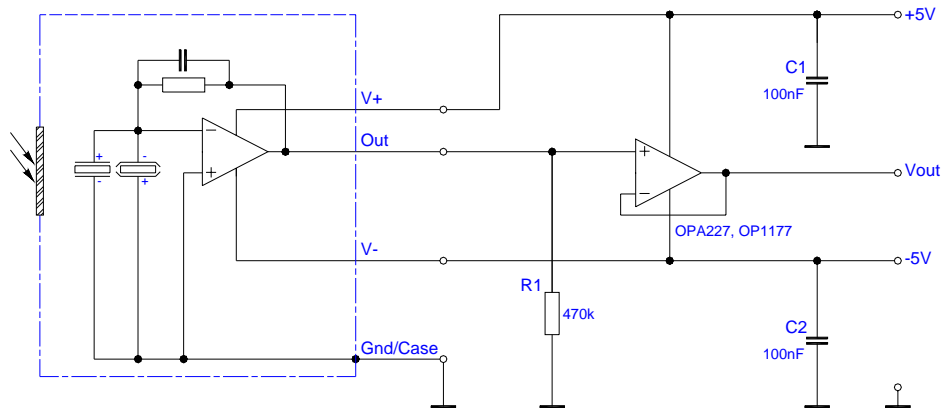 +5V
C1
100nF
V+
Out
+
-
-
+
−
+
+
−
Vout
OPA227, OP1177
V-
-5V
R1
470k
C2
100nF
Gnd/Case